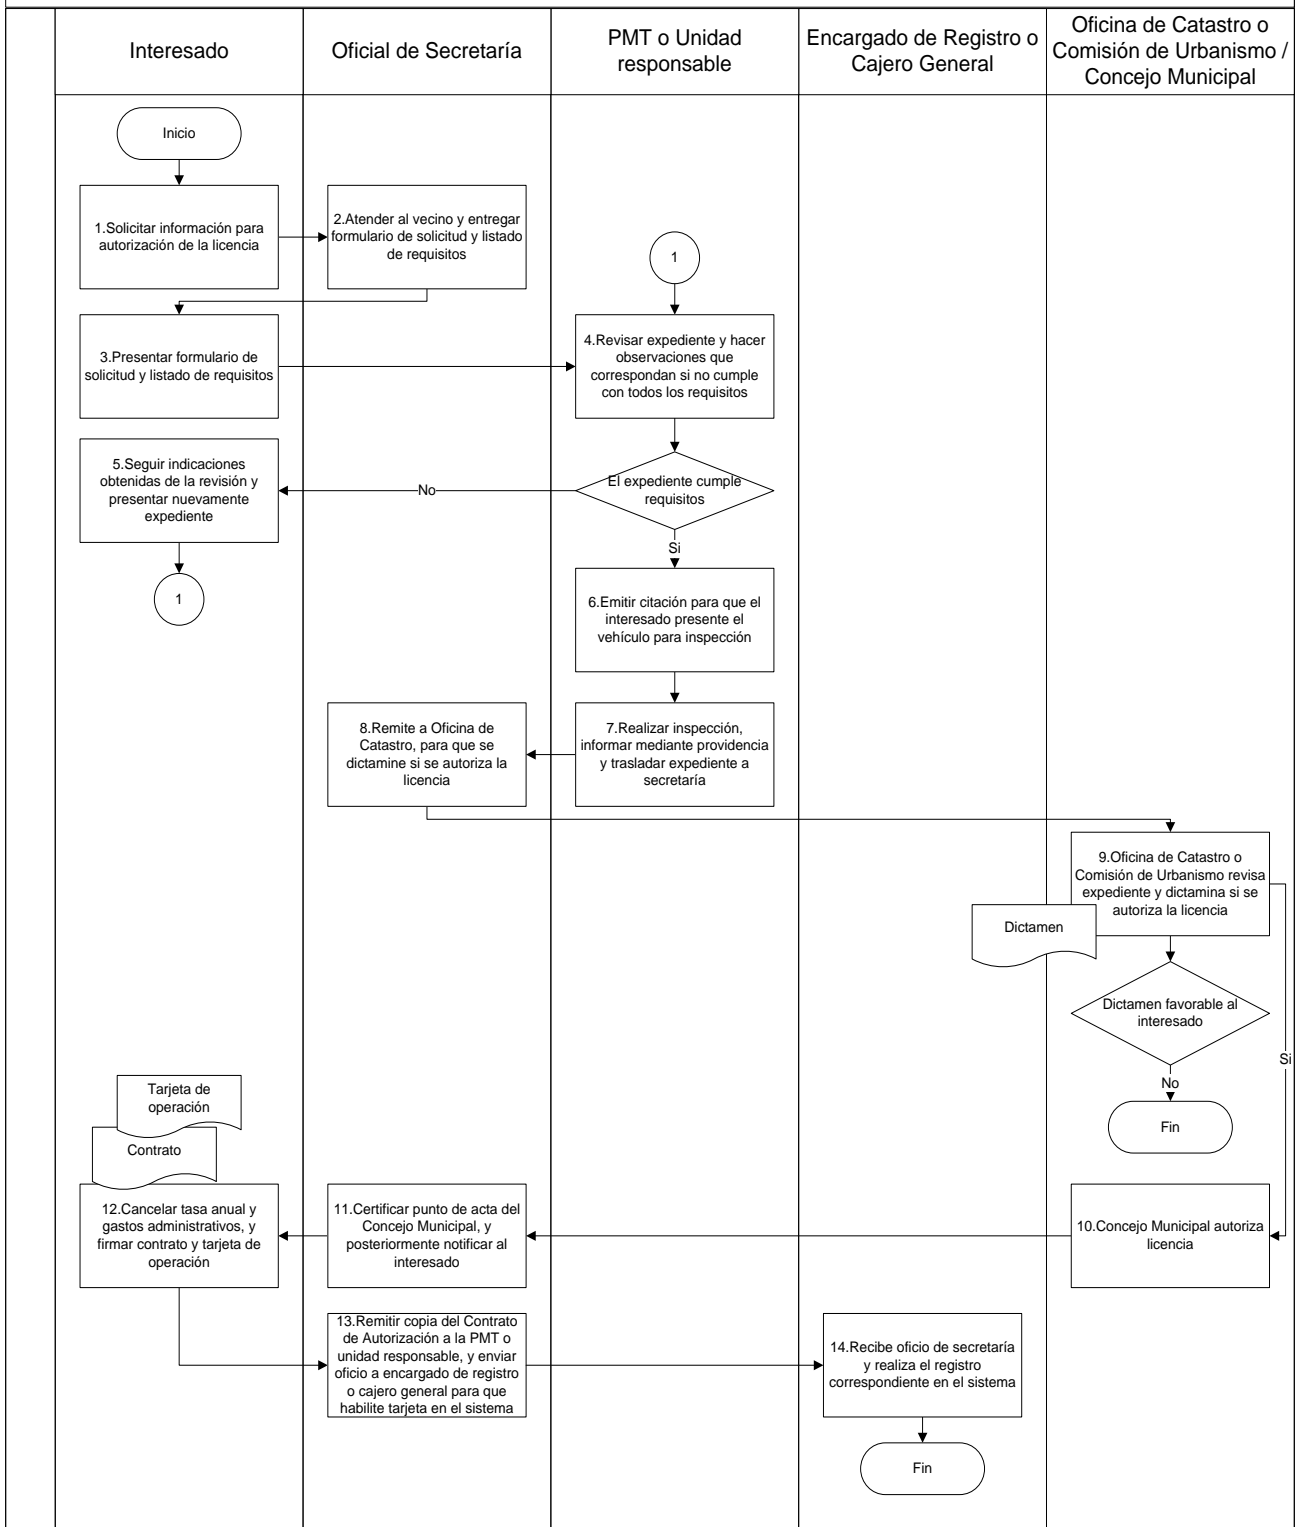 Interesado
Oficial de Secretaría
PMT o Unidad
responsable
Encargado de Registro o
Cajero General
Oficina de Catastro o
Comisión de Urbanismo /
Concejo Municipal
Inicio
1.Solicitar información para
autorización de la licencia
2.Atender al vecino y entregar
formulario de solicitud y listado
de requisitos
1
3.Presentar formulario de
solicitud y listado de requisitos
4.Revisar expediente y hacer
observaciones que
correspondan si no cumple
con todos los requisitos
5.Seguir indicaciones
obtenidas de la revisión y
presentar nuevamente
expediente
No
El expediente cumple
requisitos
Si
1
6.Emitir citación para que el
interesado presente el
vehículo para inspección
8.Remite a Oficina de
Catastro, para que se
dictamine si se autoriza la
licencia
7.Realizar inspección,
informar mediante providencia
y trasladar expediente a
secretaría
9.Oficina de Catastro o
Comisión de Urbanismo revisa
expediente y dictamina si se
autoriza la licencia
Dictamen
Dictamen favorable al
interesado
Si
No
Fin
Tarjeta de
operación
Contrato
12.Cancelar tasa anual y
gastos administrativos, y
firmar contrato y tarjeta de
operación
11.Certificar punto de acta del
Concejo Municipal, y
posteriormente notificar al
interesado
10.Concejo Municipal autoriza
licencia
13.Remitir copia del Contrato
de Autorización a la PMT o
unidad responsable, y enviar
oficio a encargado de registro
o cajero general para que
habilite tarjeta en el sistema
14.Recibe oficio de secretaría
y realiza el registro
correspondiente en el sistema
Fin